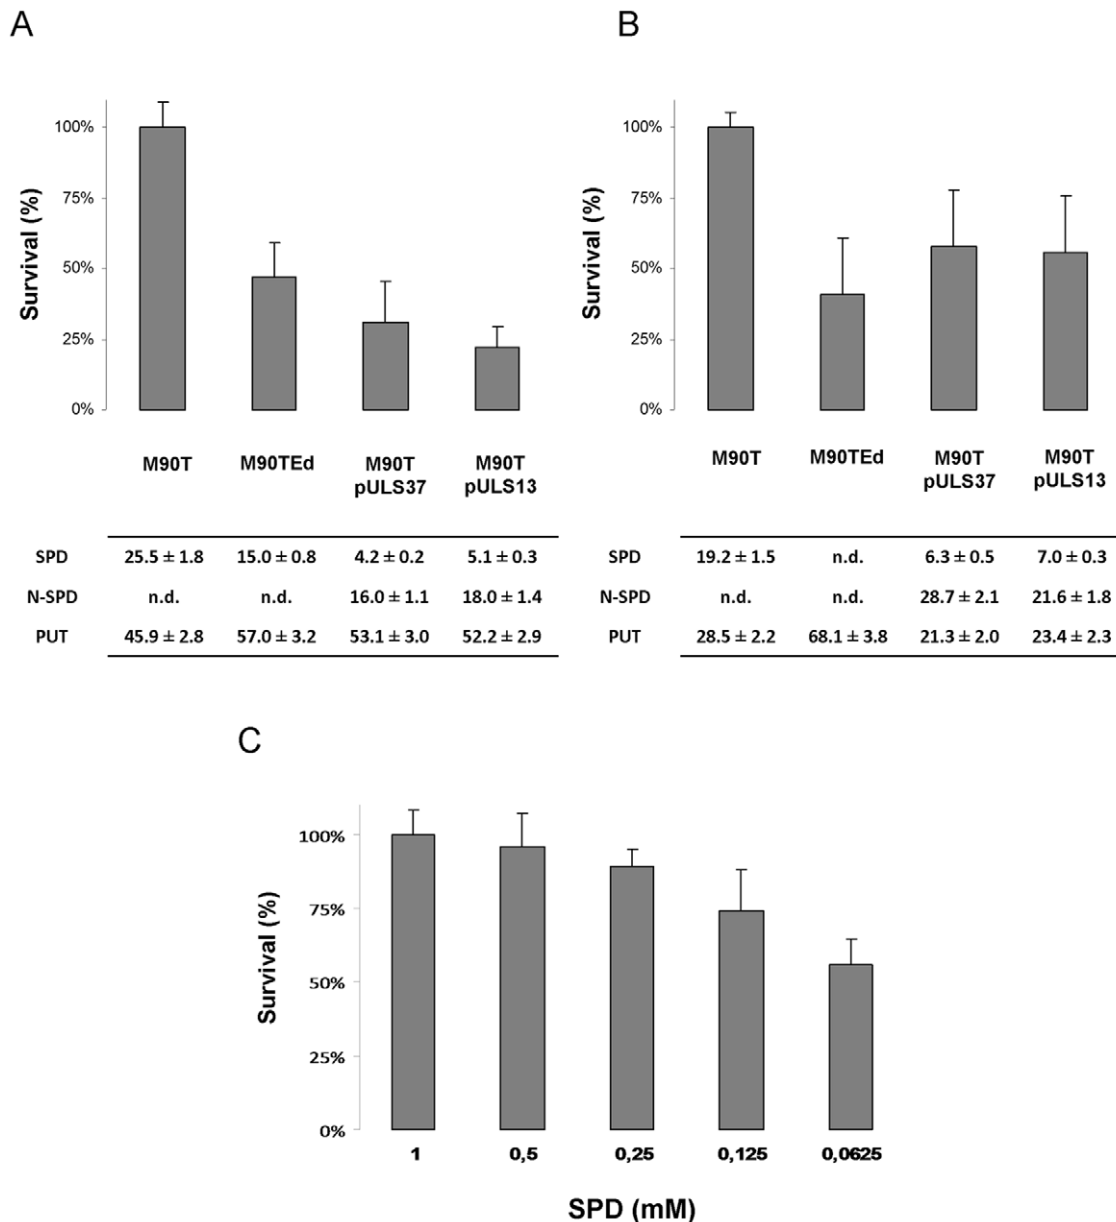 A
B
Survival (%)
100%
75%
50%
25%
0%
M90T M90TEd M90T pULS37 M90T pULS13
SPD 25.5 ± 1.8 15.0 ± 0.8 4.2 ± 0.2 5.1 ± 0.3
N-SPD n.d. n.d. 16.0 ± 1.1 18.0 ± 1.4
PUT 45.9 ± 2.8 57.0 ± 3.2 53.1 ± 3.0 52.2 ± 2.9
Survival (%)
100%
75%
50%
25%
0%
M90T M90TEd M90T pULS37 M90T pULS13
SPD 19.2 ± 1.5 n.d. 6.3 ± 0.5 7.0 ± 0.3
N-SPD n.d. n.d. 28.7 ± 2.1 21.6 ± 1.8
PUT 28.5 ± 2.2 68.1 ± 3.8 21.3 ± 2.0 23.4 ± 2.3
C
Survival (%)
100%
75%
50%
25%
0%
1 0,5 0,25 0,125 0,0625
SPD (mM)